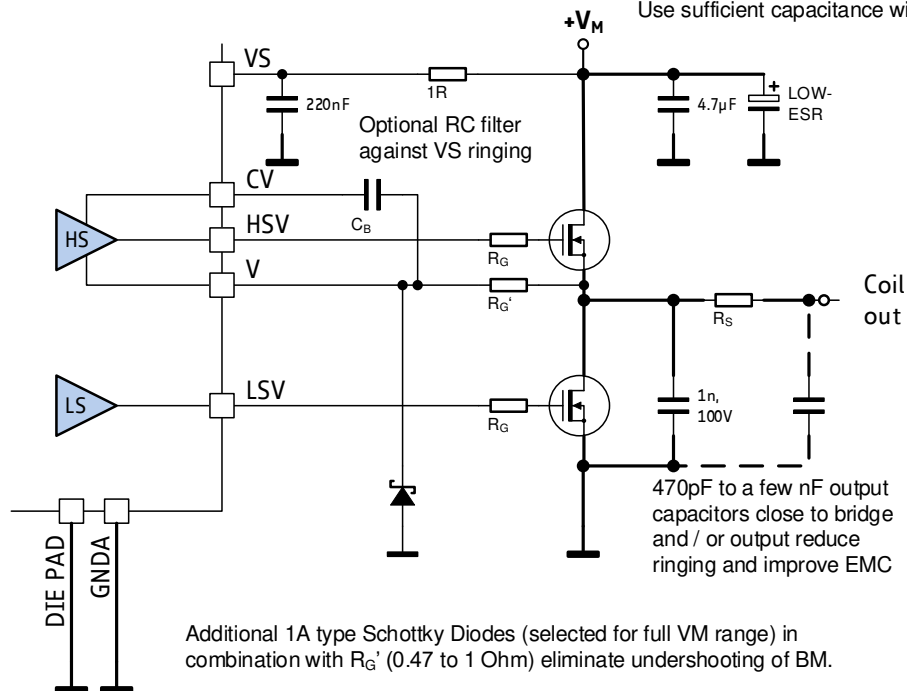 Use sufficient capacitance wi
+VM
VS
1R
220nF
4.7µF
LOW-
ESR
Optional RC filter
against VS ringing
CV
CB
HS
HSV
RG
V
RG'
Coil
out
RS
LS
LSV
RG
1n,
100V
470pF to a few nF output
capacitors close to bridge
and / or output reduce
ringing and improve EMC
DIE PAD
GNDA
Additional 1A type Schottky Diodes (selected for full VM range) in
combination with RG' (0.47 to 1 Ohm) eliminate undershooting of BM.